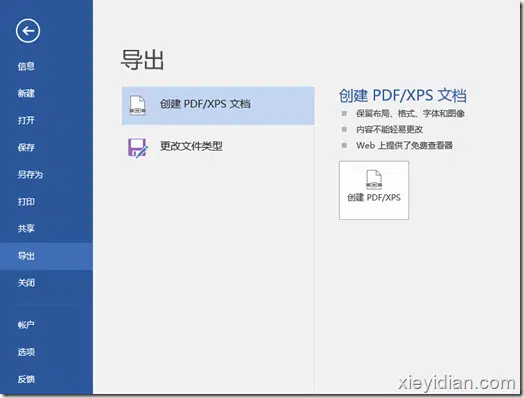 信息
新建
打开
保存
另存为
打印
共享
导出
关闭
帐户
选项
反馈
导出
创建 PDF/XPS 文档
更改文件类型
创建 PDF/XPS 文档
保留布局、格式、字体和图像
内容不能轻易更改
Web 上提供了免费查看器
创建 PDF/XPS
xieyidian.com